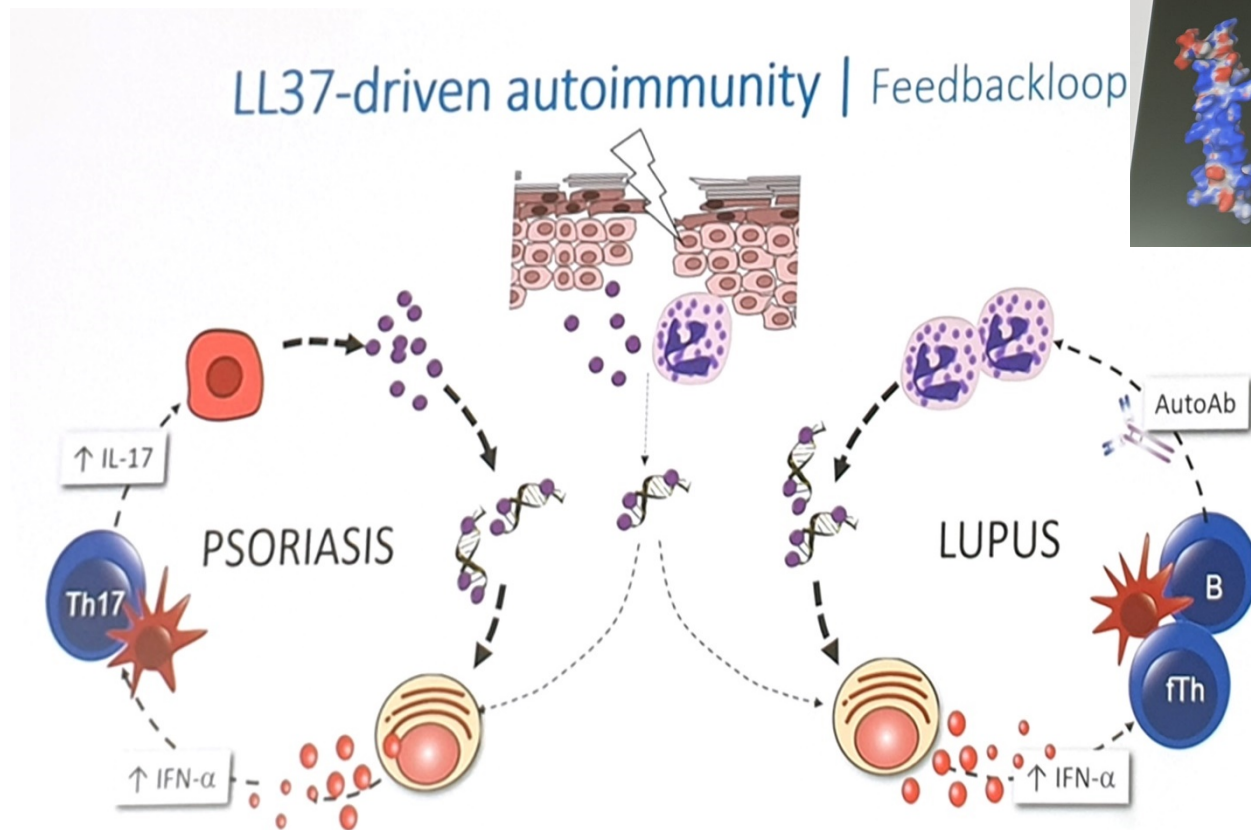 LL37-driven autoimmunity | Feedbackloop
AutoAb
↑ IL-17
PSORIASIS
LUPUS
Th17
B
fTh
↑ IFN-α
↑ IFN-α